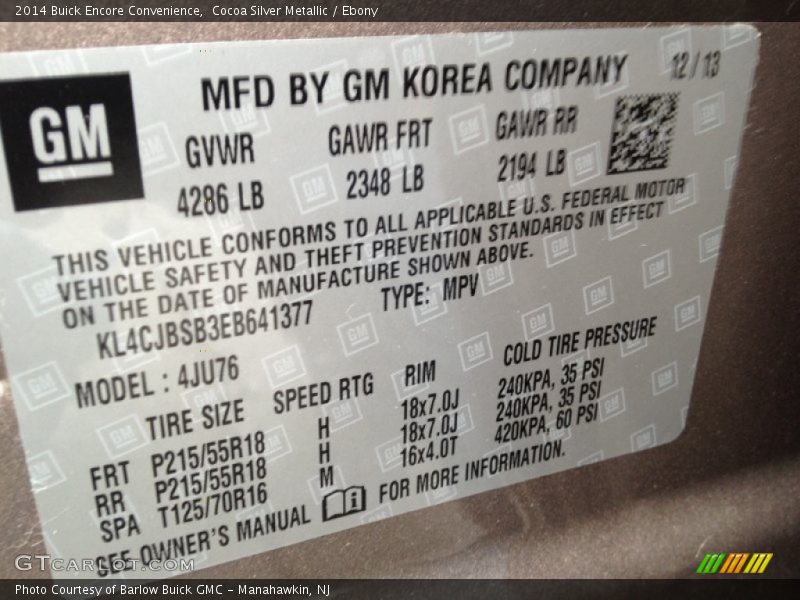 2014 Buick Encore Convenience,  Cocoa Silver Metallic / Ebony
GM
MFD BY GM KOREA COMPANY 12/13
GVWR GAWR FRT GAWR RR
4286 LB 2348 LB 2194 LB
THIS VEHICLE CONFORMS TO ALL APPLICABLE U.S. FEDERAL MOTOR
VEHICLE SAFETY AND THEFT PREVENTION STANDARDS IN EFFECT
ON THE DATE OF MANUFACTURE SHOWN ABOVE.
KL4CJBSB3EB641377 TYPE: MPV
MODEL : 4JU76
TIRE SIZE SPEED RTG RIM COLD TIRE PRESSURE
FRT P215/55R18 H 18x7.0J 240KPA, 35 PSI
RR P215/55R18 H 18x7.0J 240KPA, 35 PSI
SPA T125/70R16 M 16x4.0T 420KPA, 60 PSI
SEE OWNER'S MANUAL FOR MORE INFORMATION.
GTcarlot.com
Photo Courtesy of Barlow Buick GMC - Manahawkin, NJ